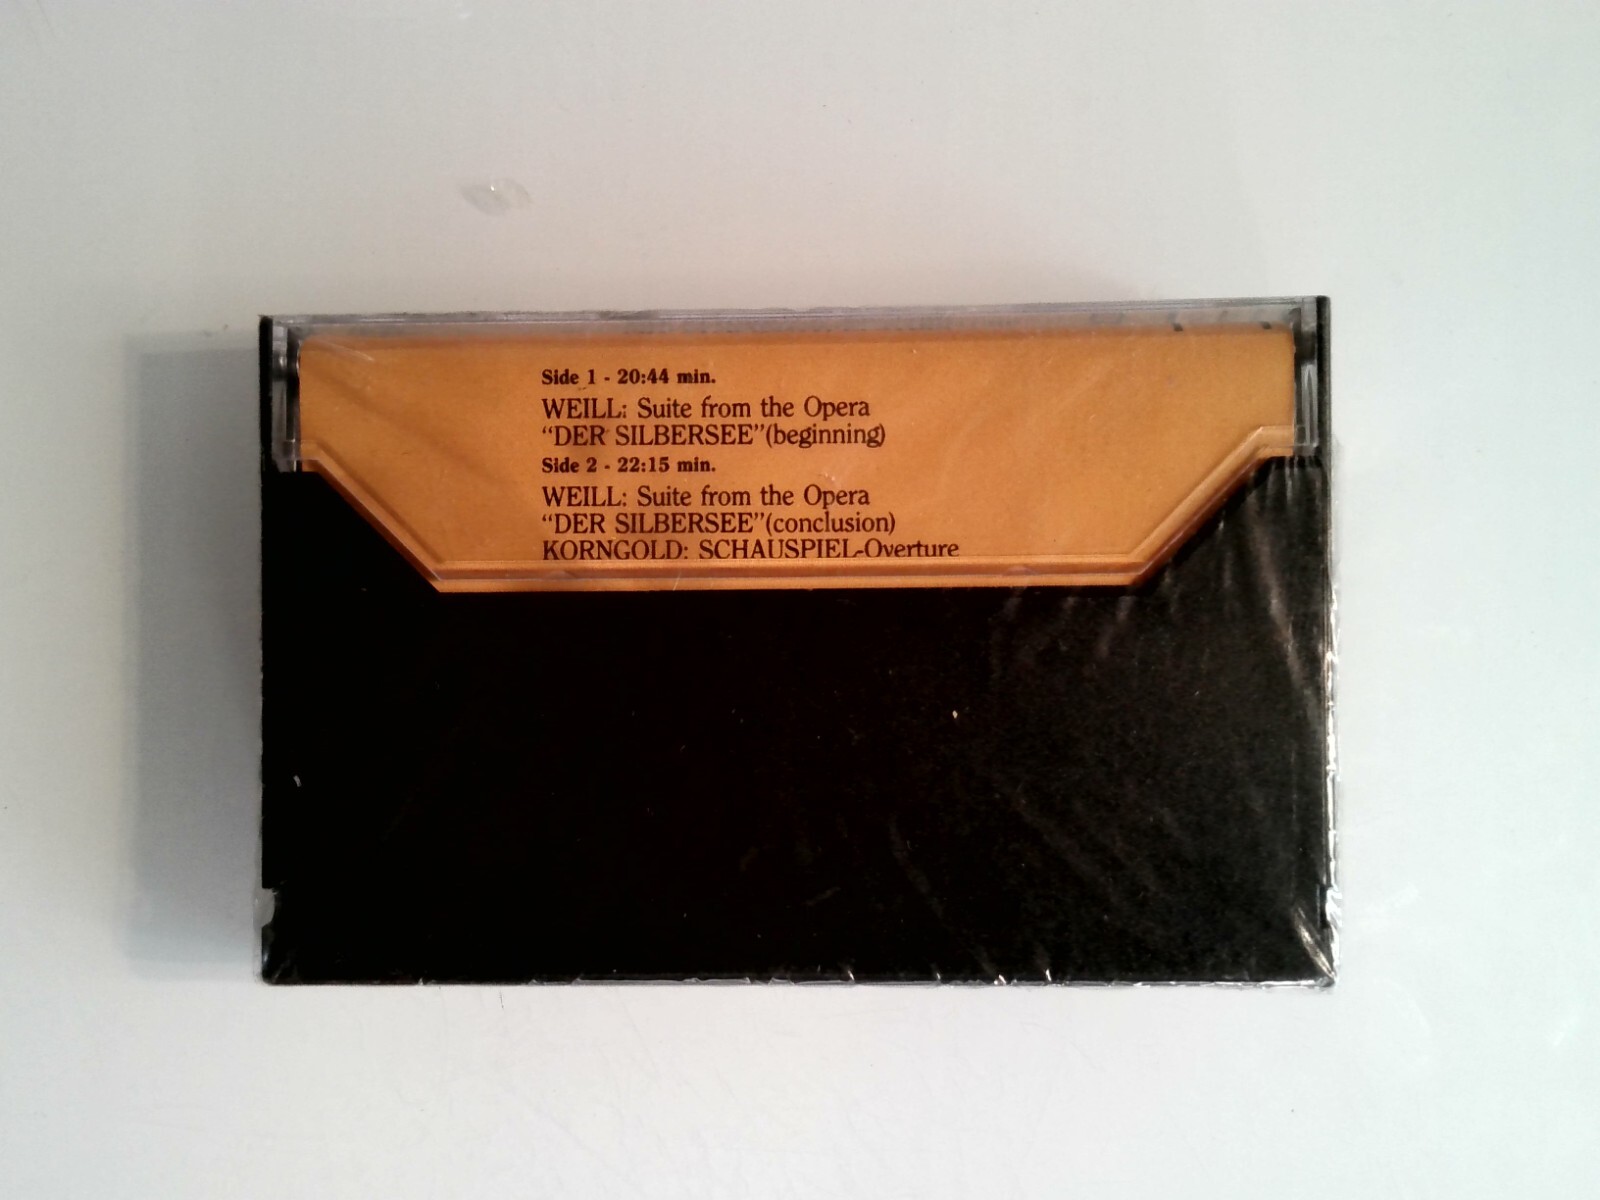 Side 1 - 20:44 min.
WEILL: Suite from the Opera
“DER SILBERSEE”(beginning)
Side 2 - 22:15 min.
WEILL: Suite from the Opera
“DER SILBERSEE”(conclusion)
KORNGOLD: SCHAUSPIEL-Overture